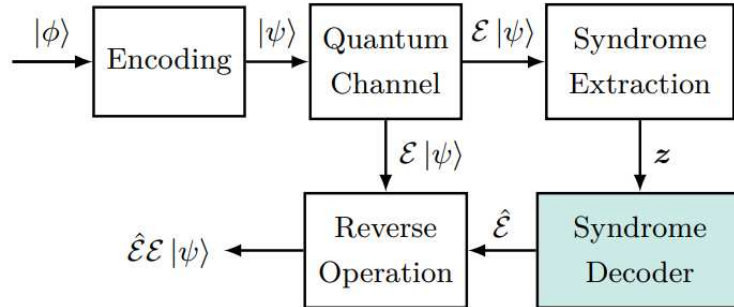 |ϕ⟩
Encoding
|ψ⟩
Quantum
Channel
ℰ |ψ⟩
Syndrome
Extraction
ℰ |ψ⟩
z
ℰ̂ℰ |ψ⟩
Reverse
Operation
ℰ̂
Syndrome
Decoder